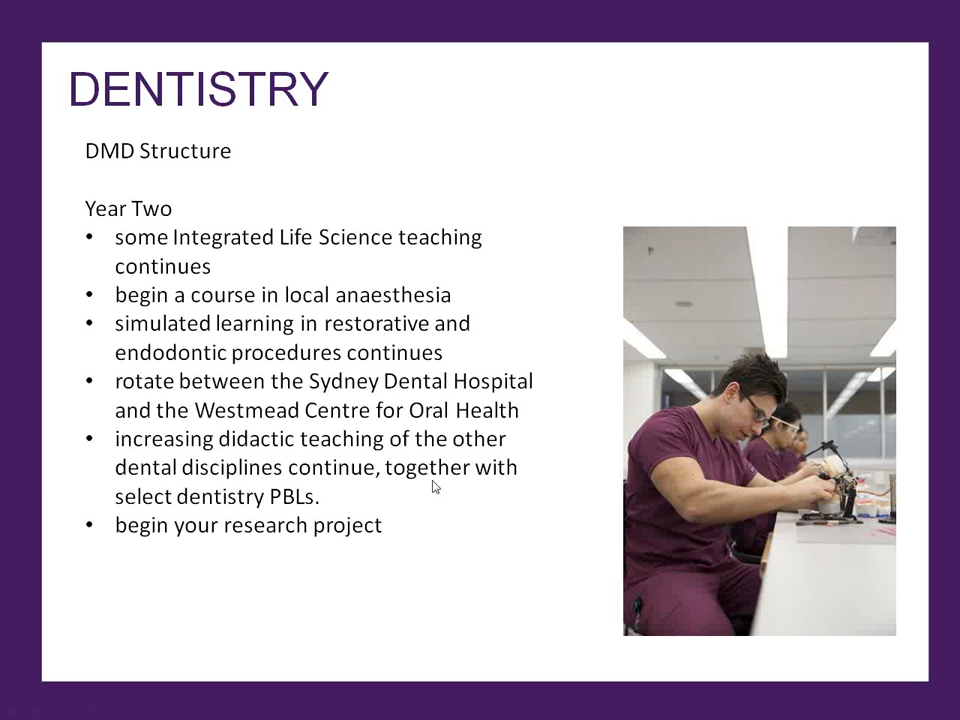 DENTISTRY
DMD Structure
Year Two
• some Integrated Life Science teaching
continues
• begin a course in local anaesthesia
• simulated learning in restorative and
endodontic procedures continues
• rotate between the Sydney Dental Hospital
and the Westmead Centre for Oral Health
• increasing didactic teaching of the other
dental disciplines continue, together with
select dentistry PBLs.
• begin your research project